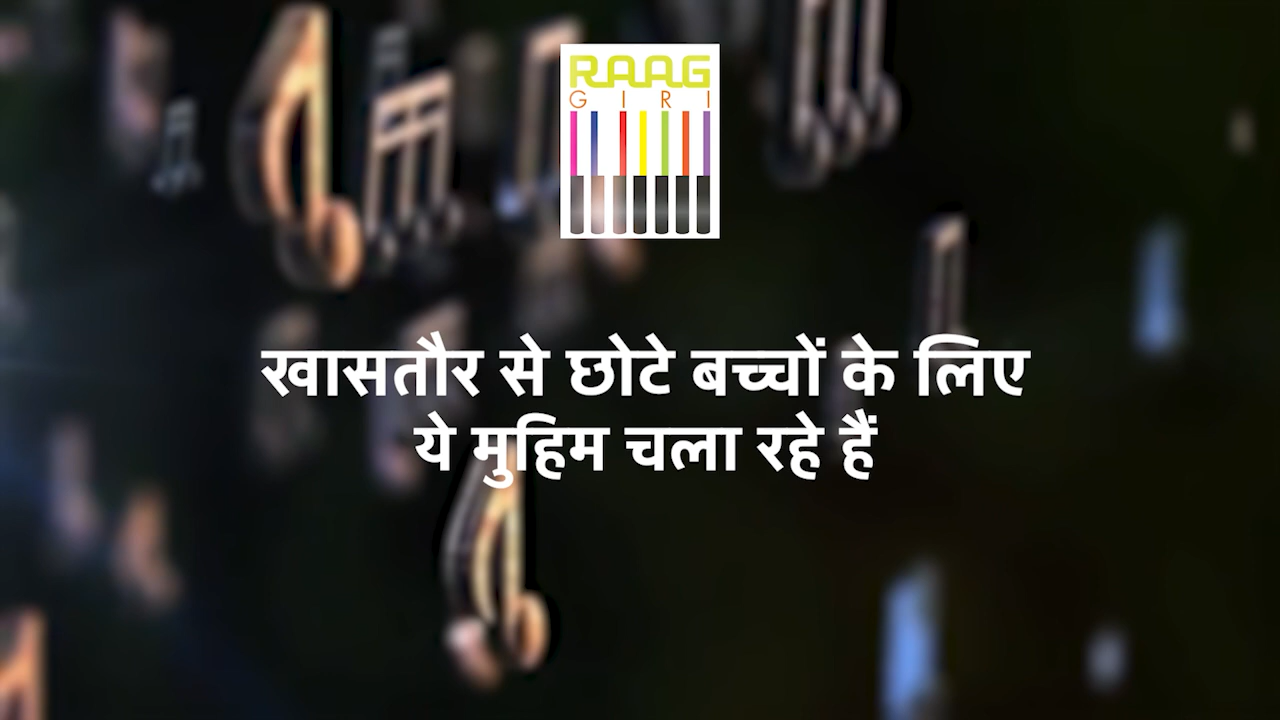 RAAG
GIRI
खासतौर से छोटे बच्चों के लिए
ये मुहिम चला रहे हैं